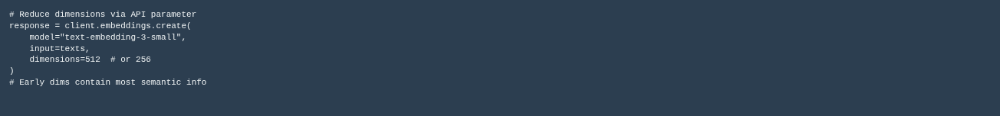 # Reduce dimensions via API parameter
response = client.embeddings.create(
    model="text-embedding-3-small",
    input=texts,
    dimensions=512  # or 256
)
# Early dims contain most semantic info